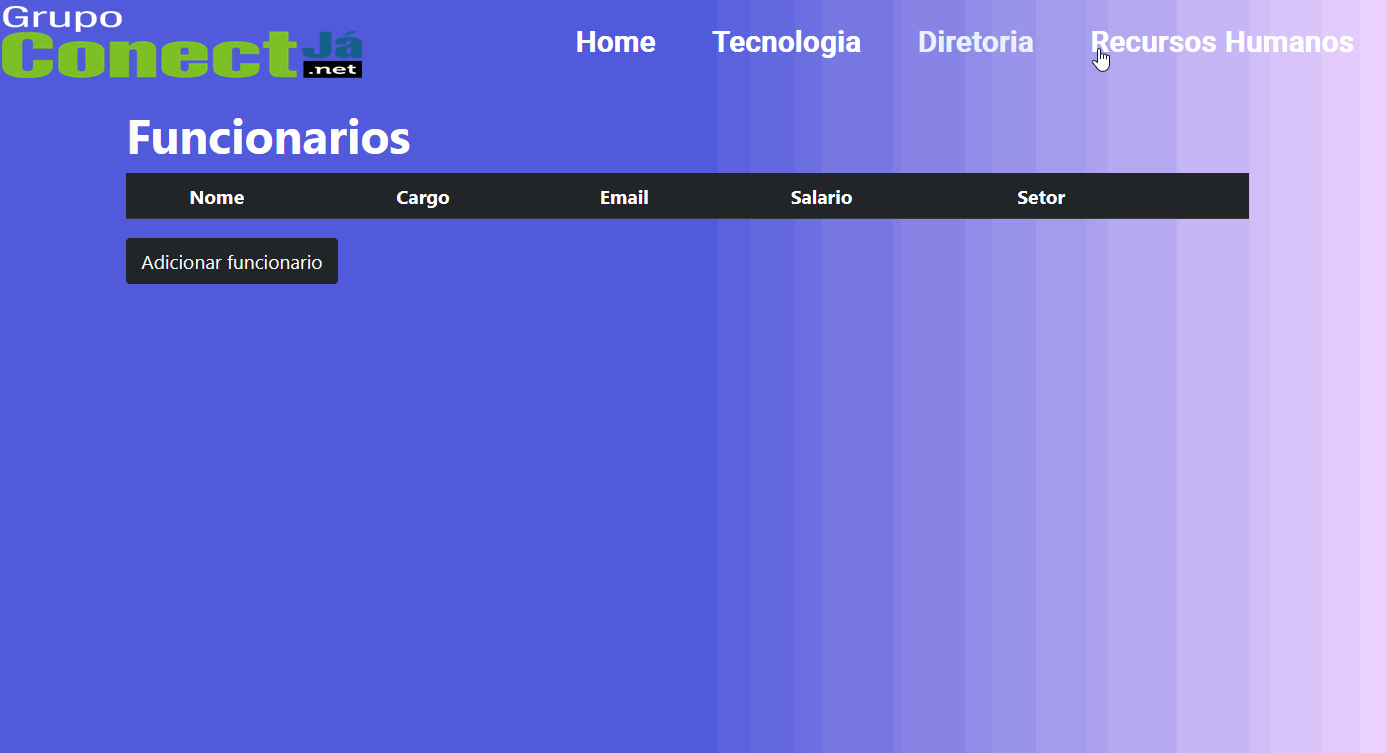 Grupo
Conect Já
.net
Home Tecnologia Diretoria Recursos Humanos
Funcionarios
Nome Cargo Email Salario Setor
Adicionar funcionario